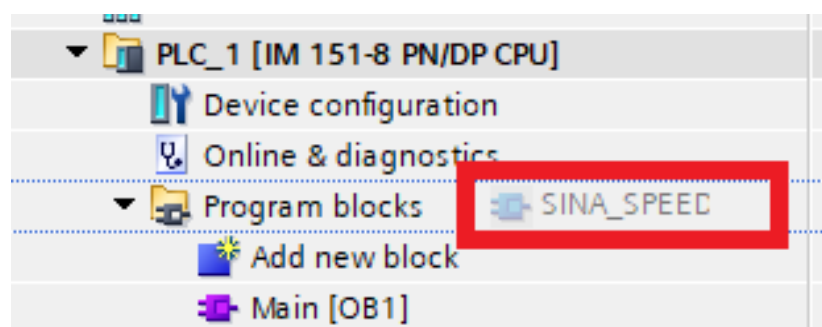 PLC_1 [IM 151-8 PN/DP CPU]
Device configuration
Online & diagnostics
Program blocks SINA_SPEED
Add new block
Main [OB1]